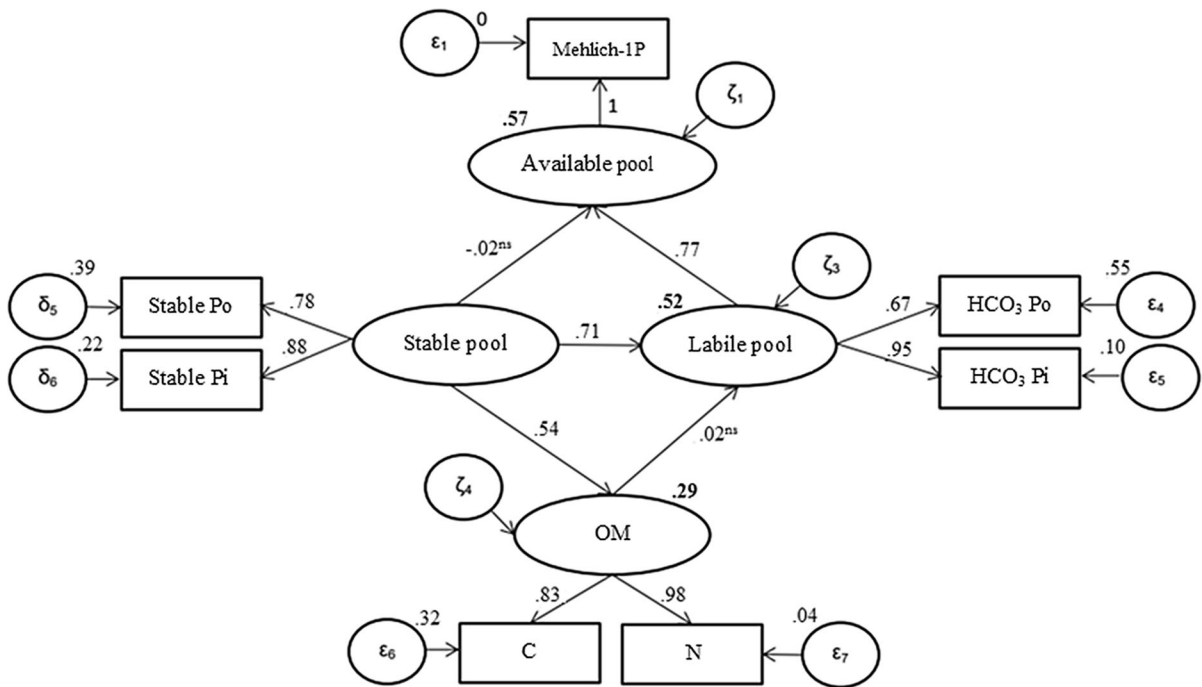 0
ε1
Mehlich-1P
ζ1
1
.57
Available pool
-.02ns
.77
ζ3
.39
δ5
Stable Po
.78
.55
HCO3 Po
ε4
.67
.52
Stable pool
.71
Labile pool
.22
δ6
Stable Pi
.88
.95
HCO3 Pi
.10
ε5
.54
.02ns
ζ4
.29
OM
.83
.98
.32
ε6
C
N
.04
ε7